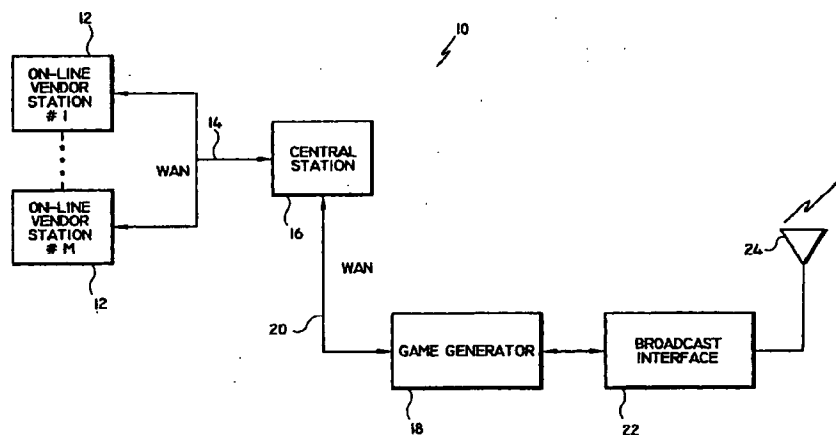 12
10
ON-LINE
VENDOR
STATION
# 1
14
WAN
CENTRAL
STATION
16
ON-LINE
VENDOR
STATION
# M
12
WAN
20
24
GAME GENERATOR
BROADCAST
INTERFACE
18
22